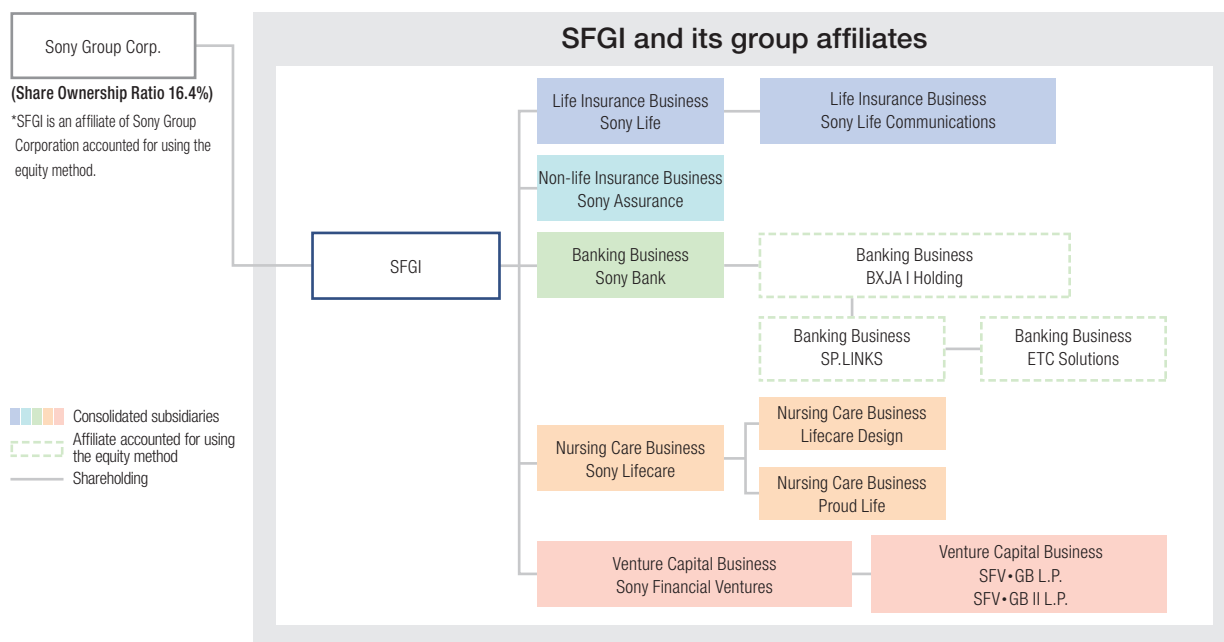 SFGI and its group affiliates
Sony Group Corp.
(Share Ownership Ratio 16.4%)
*SFGI is an affiliate of Sony Group
Corporation accounted for using the
equity method.
SFGI
Life Insurance Business
Sony Life
Life Insurance Business
Sony Life Communications
Non-life Insurance Business
Sony Assurance
Banking Business
Sony Bank
Banking Business
BXJA I Holding
Banking Business
SP.LINKS
Banking Business
ETC Solutions
Nursing Care Business
Sony Lifecare
Nursing Care Business
Lifecare Design
Nursing Care Business
Proud Life
Venture Capital Business
Sony Financial Ventures
Venture Capital Business
SFV•GB L.P.
SFV•GB II L.P.
Consolidated subsidiaries
Affiliate accounted for using
the equity method
Shareholding